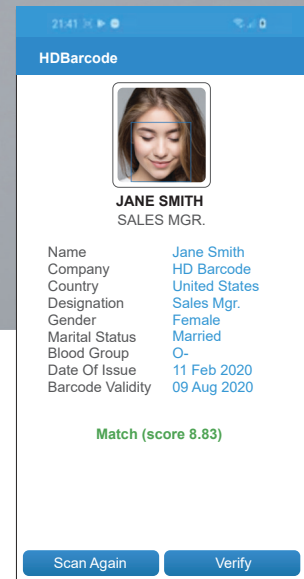 21:41
HDBarcode
JANE SMITH
SALES MGR.
Name Jane Smith
Company HD Barcode
Country United States
Designation Sales Mgr.
Gender Female
Marital Status Married
Blood Group O-
Date Of Issue 11 Feb 2020
Barcode Validity 09 Aug 2020
Match (score 8.83)
Scan Again Verify